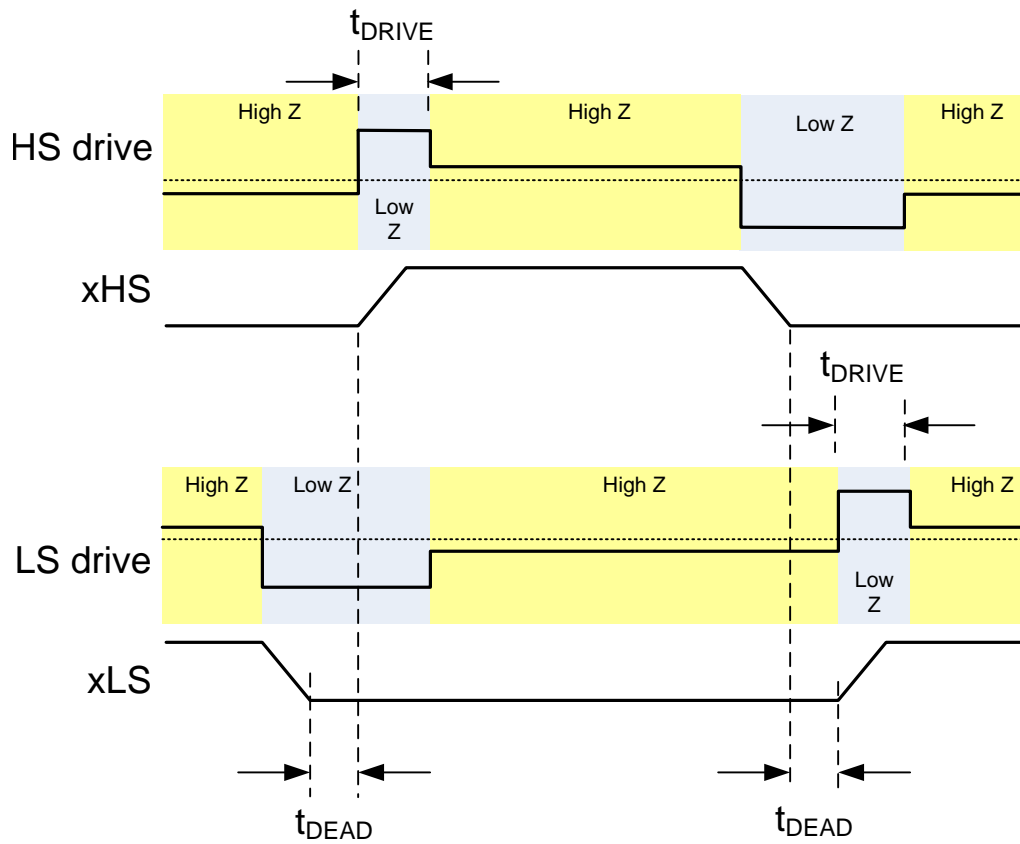 tDRIVE
High Z
High Z
Low Z
High Z
HS drive
Low
Z
xHS
tDRIVE
High Z
Low Z
High Z
High Z
LS drive
Low
Z
xLS
tDEAD
tDEAD